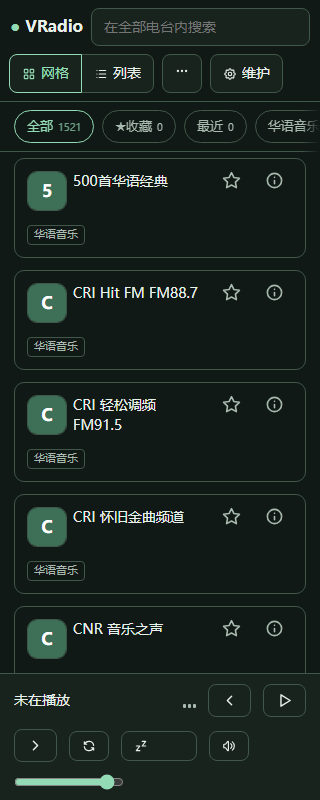 VRadio
在全部电台内搜索
网格
列表
...
维护
全部 1521
★收藏 0
最近 0
华语音
5
500首华语经典
华语音乐
C
CRI Hit FM FM88.7
华语音乐
C
CRI 轻松调频
FM91.5
华语音乐
C
CRI 怀旧金曲频道
华语音乐
C
CNR 音乐之声
未在播放
...
zz